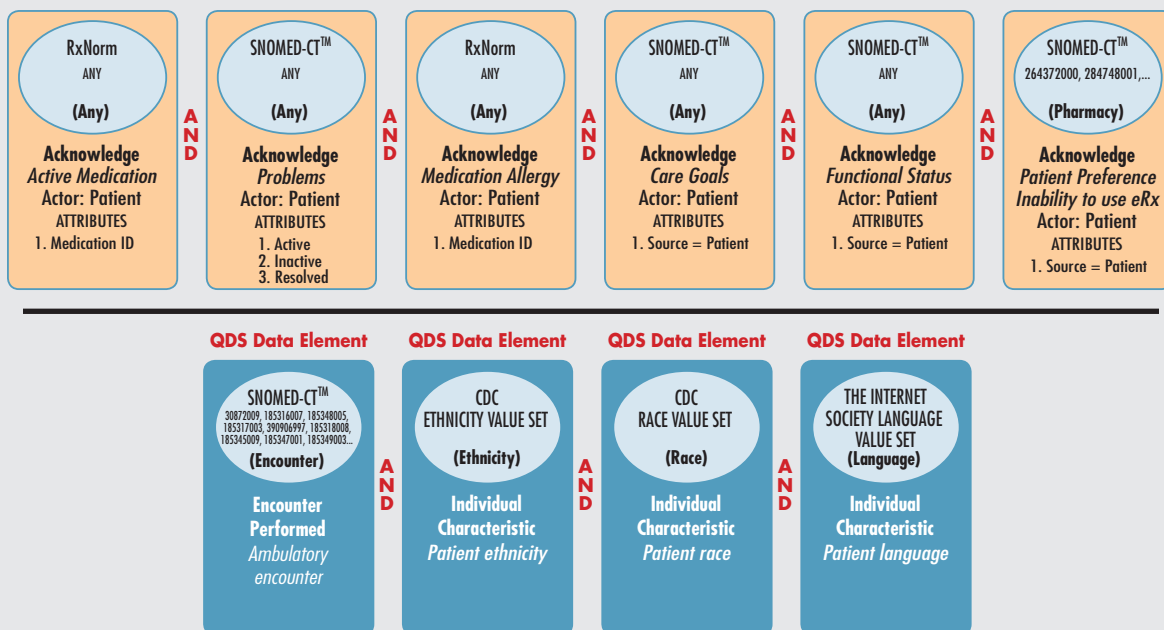 RxNorm
ANY
(Any)
Acknowledge
Active Medication
Actor: Patient
ATTRIBUTES
1. Medication ID
AND
SNOMED-CT™
ANY
(Any)
Acknowledge
Problems
Actor: Patient
ATTRIBUTES
1. Active
2. Inactive
3. Resolved
AND
RxNorm
ANY
(Any)
Acknowledge
Medication Allergy
Actor: Patient
ATTRIBUTES
1. Medication ID
AND
SNOMED-CT™
ANY
(Any)
Acknowledge
Care Goals
Actor: Patient
ATTRIBUTES
1. Source = Patient
AND
SNOMED-CT™
ANY
(Any)
Acknowledge
Functional Status
Actor: Patient
ATTRIBUTES
1. Source = Patient
AND
SNOMED-CT™
264372000, 284748001,...
(Pharmacy)
Acknowledge
Patient Preference
Inability to use eRx
Actor: Patient
ATTRIBUTES
1. Source = Patient
QDS Data Element
SNOMED-CT™
30872009, 185316007, 185348005,
185317003, 390906997, 185318008,
185345009, 185347001, 185349003...
(Encounter)
Encounter
Performed
Ambulatory
encounter
AND
QDS Data Element
CDC
ETHNICITY VALUE SET
(Ethnicity)
Individual
Characteristic
Patient ethnicity
AND
QDS Data Element
CDC
RACE VALUE SET
(Race)
Individual
Characteristic
Patient race
AND
QDS Data Element
THE INTERNET
SOCIETY LANGUAGE
VALUE SET
(Language)
Individual
Characteristic
Patient language